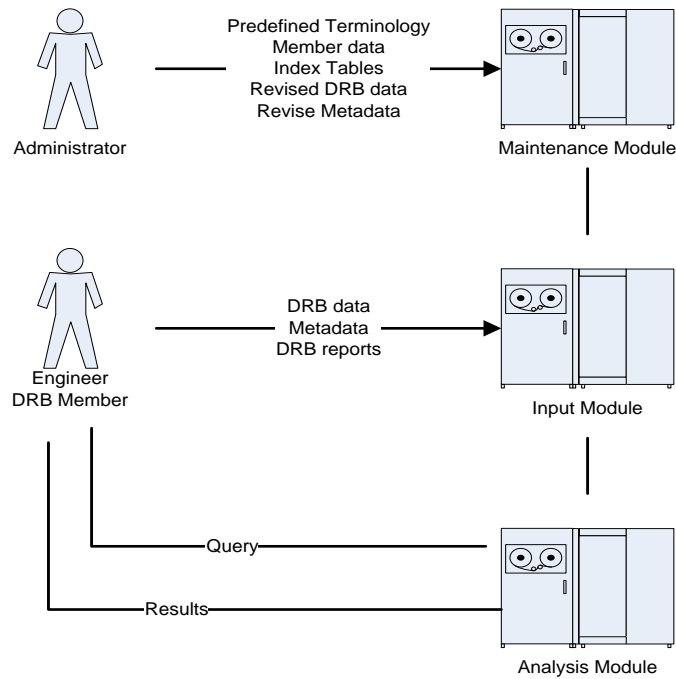 Predefined Terminology
Member data
Index Tables
Revised DRB data
Revise Metadata
Administrator
Maintenance Module
DRB data
Metadata
DRB reports
Engineer
DRB Member
Input Module
Query
Results
Analysis Module